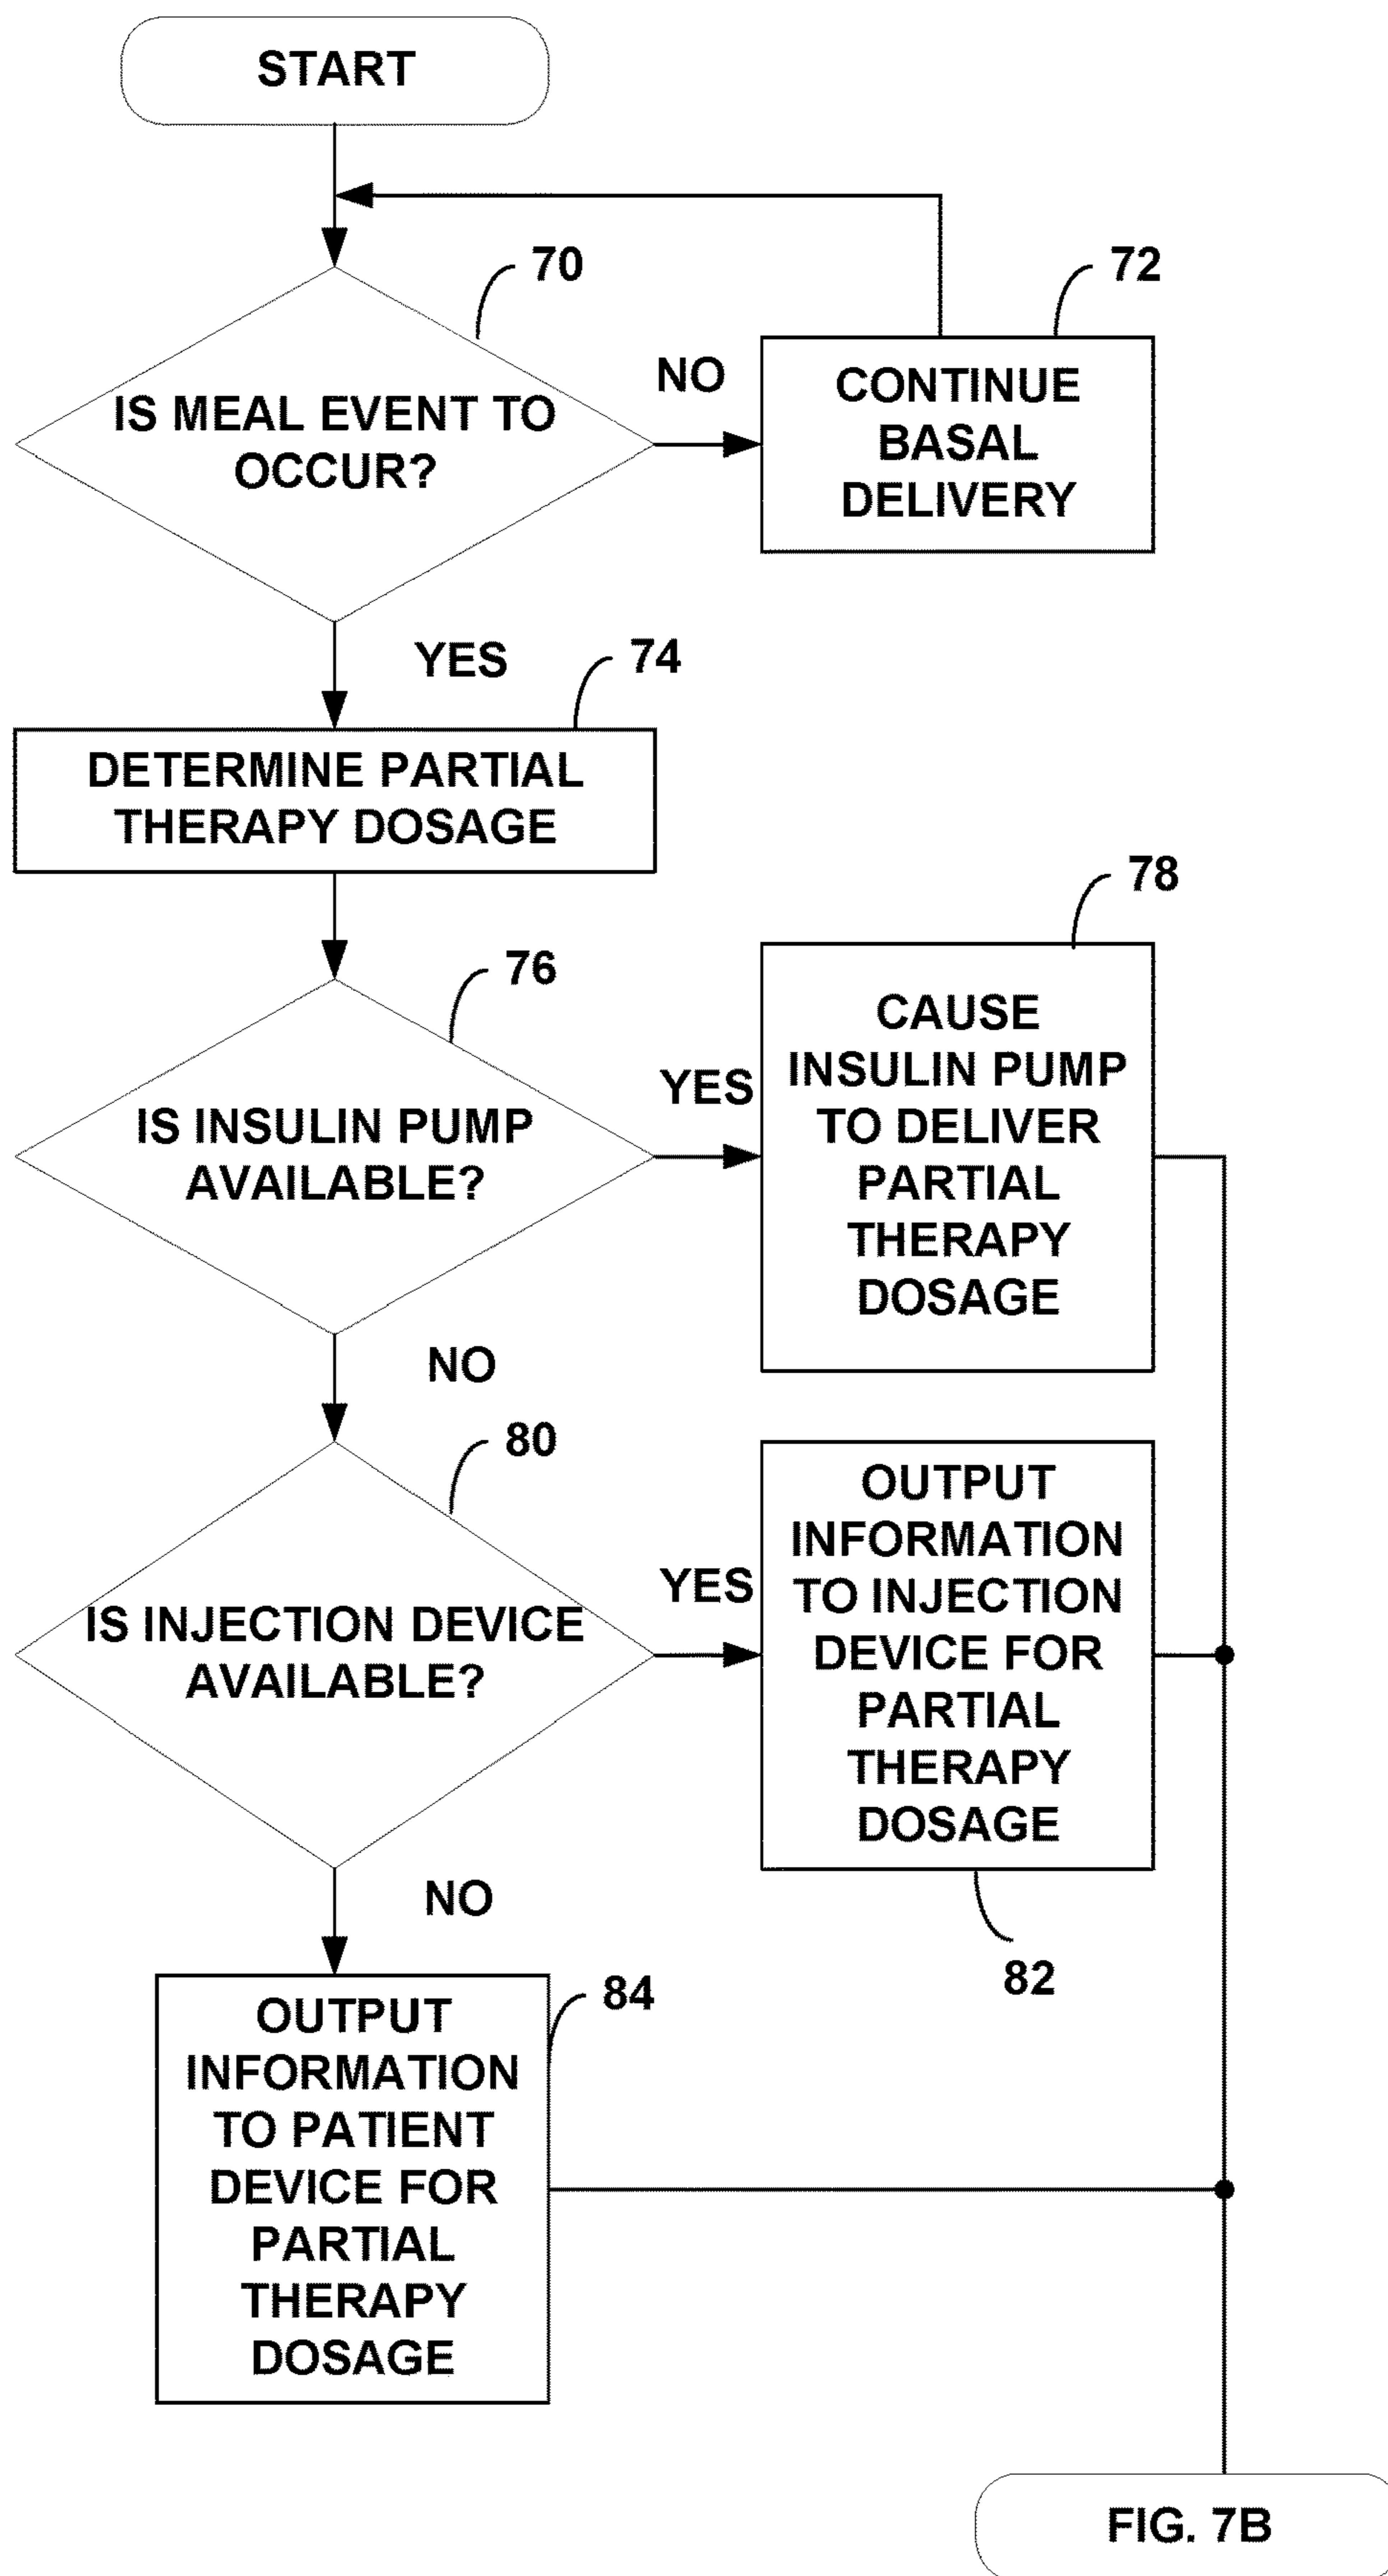 START
70
IS MEAL EVENT TO
OCCUR?
NO
72
CONTINUE
BASAL
DELIVERY
YES
74
DETERMINE PARTIAL
THERAPY DOSAGE
76
IS INSULIN PUMP
AVAILABLE?
YES
78
CAUSE
INSULIN PUMP
TO DELIVER
PARTIAL
THERAPY
DOSAGE
NO
80
IS INJECTION DEVICE
AVAILABLE?
YES
OUTPUT
INFORMATION
TO INJECTION
DEVICE FOR
PARTIAL
THERAPY
DOSAGE
82
NO
84
OUTPUT
INFORMATION
TO PATIENT
DEVICE FOR
PARTIAL
THERAPY
DOSAGE
FIG. 7B